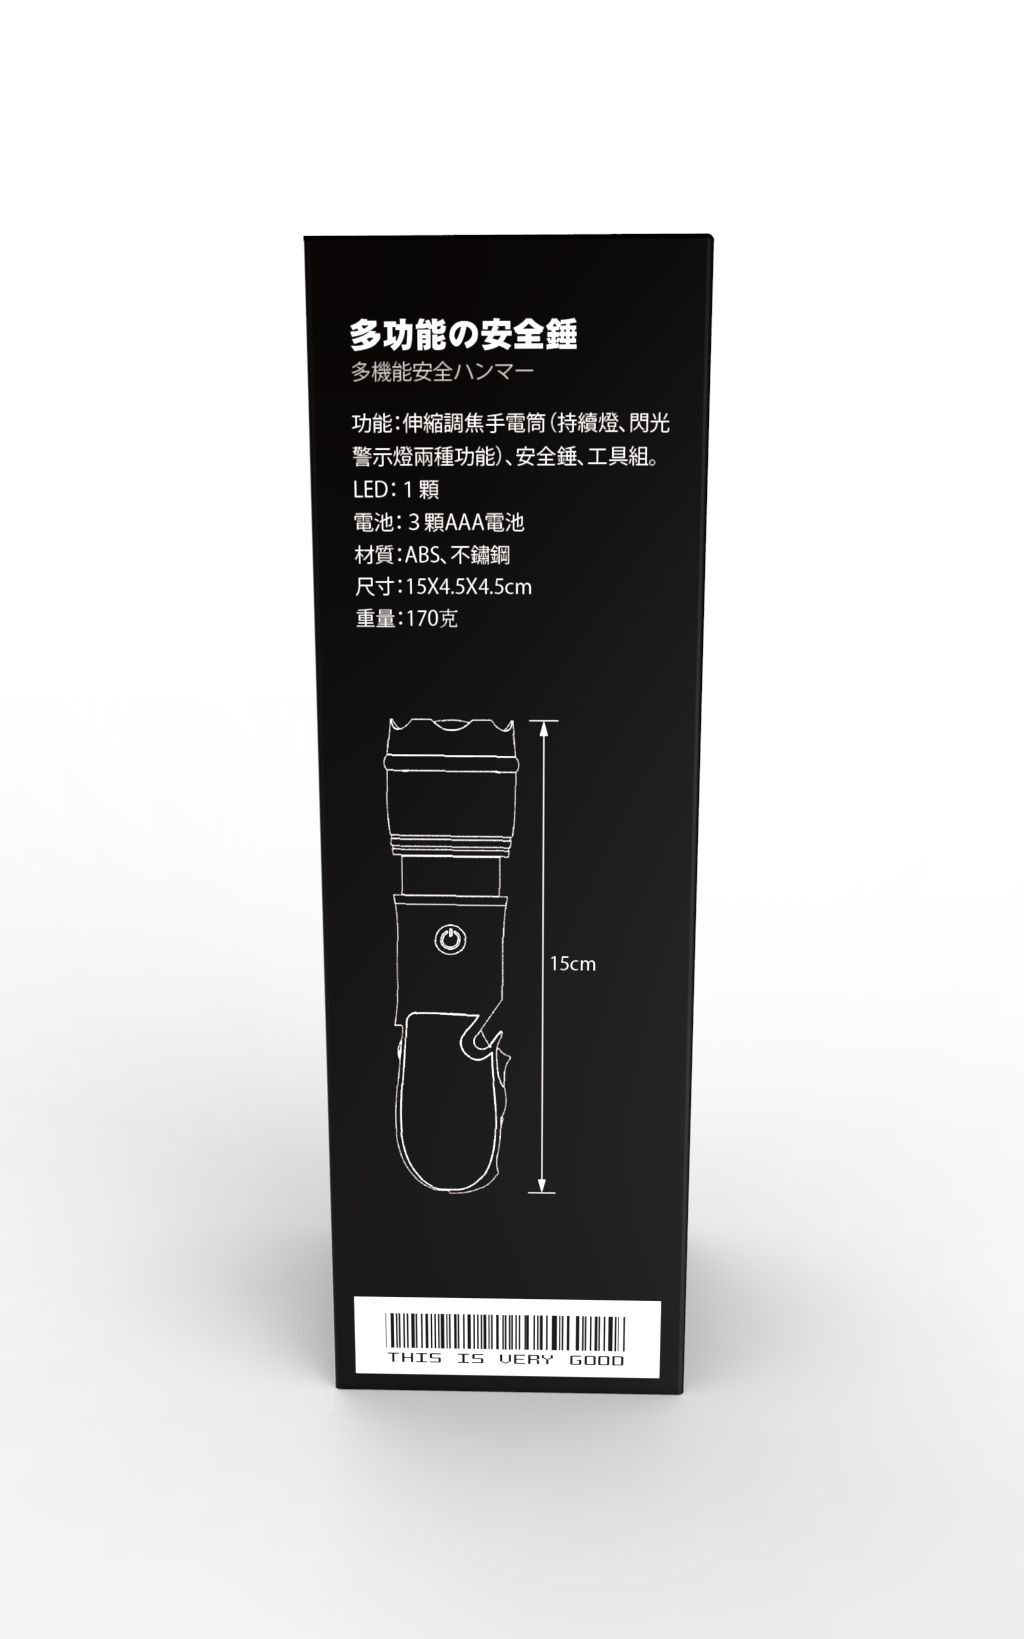 多功能の安全錘
多機能安全ハンマー
功能：伸縮調焦手電筒（持續燈、閃光
警示燈兩種功能）、安全錘、工具組。
LED：1 顆
電池：3 顆AAA電池
材質：ABS、不鏽鋼
尺寸：15X4.5X4.5cm
重量：170克
15cm
THIS IS VERY GOOD